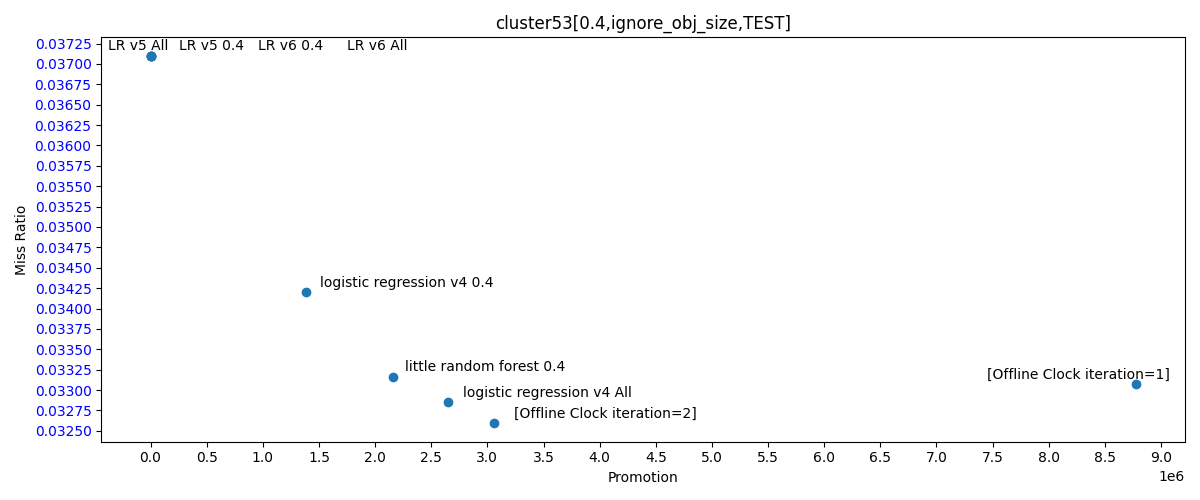 cluster53[0.4,ignore_obj_size,TEST]
LR v5 All LR v5 0.4 LR v6 0.4 LR v6 All
0.03725
0.03700
0.03675
0.03650
0.03625
0.03600
0.03575
0.03550
0.03525
0.03500
0.03475
0.03450
0.03425
0.03400
0.03375
0.03350
0.03325
0.03300
0.03275
0.03250
Miss Ratio
logistic regression v4 0.4
little random forest 0.4
[Offline Clock iteration=1]
logistic regression v4 All
[Offline Clock iteration=2]
0.0 0.5 1.0 1.5 2.0 2.5 3.0 3.5 4.0 4.5 5.0 5.5 6.0 6.5 7.0 7.5 8.0 8.5 9.0
1e6
Promotion